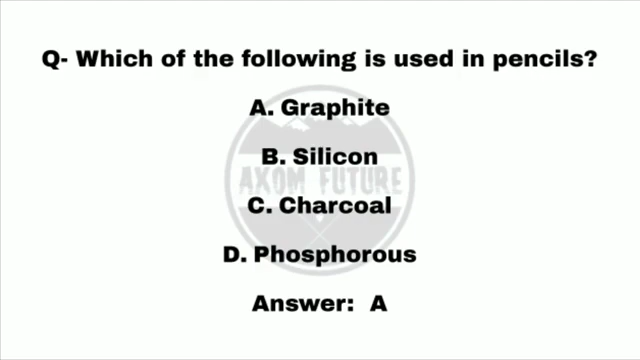 Q- Which of the following is used in pencils?
A. Graphite
B. Silicon
AXOM FUTURE
C. Charcoal
D. Phosphorous
Answer: A